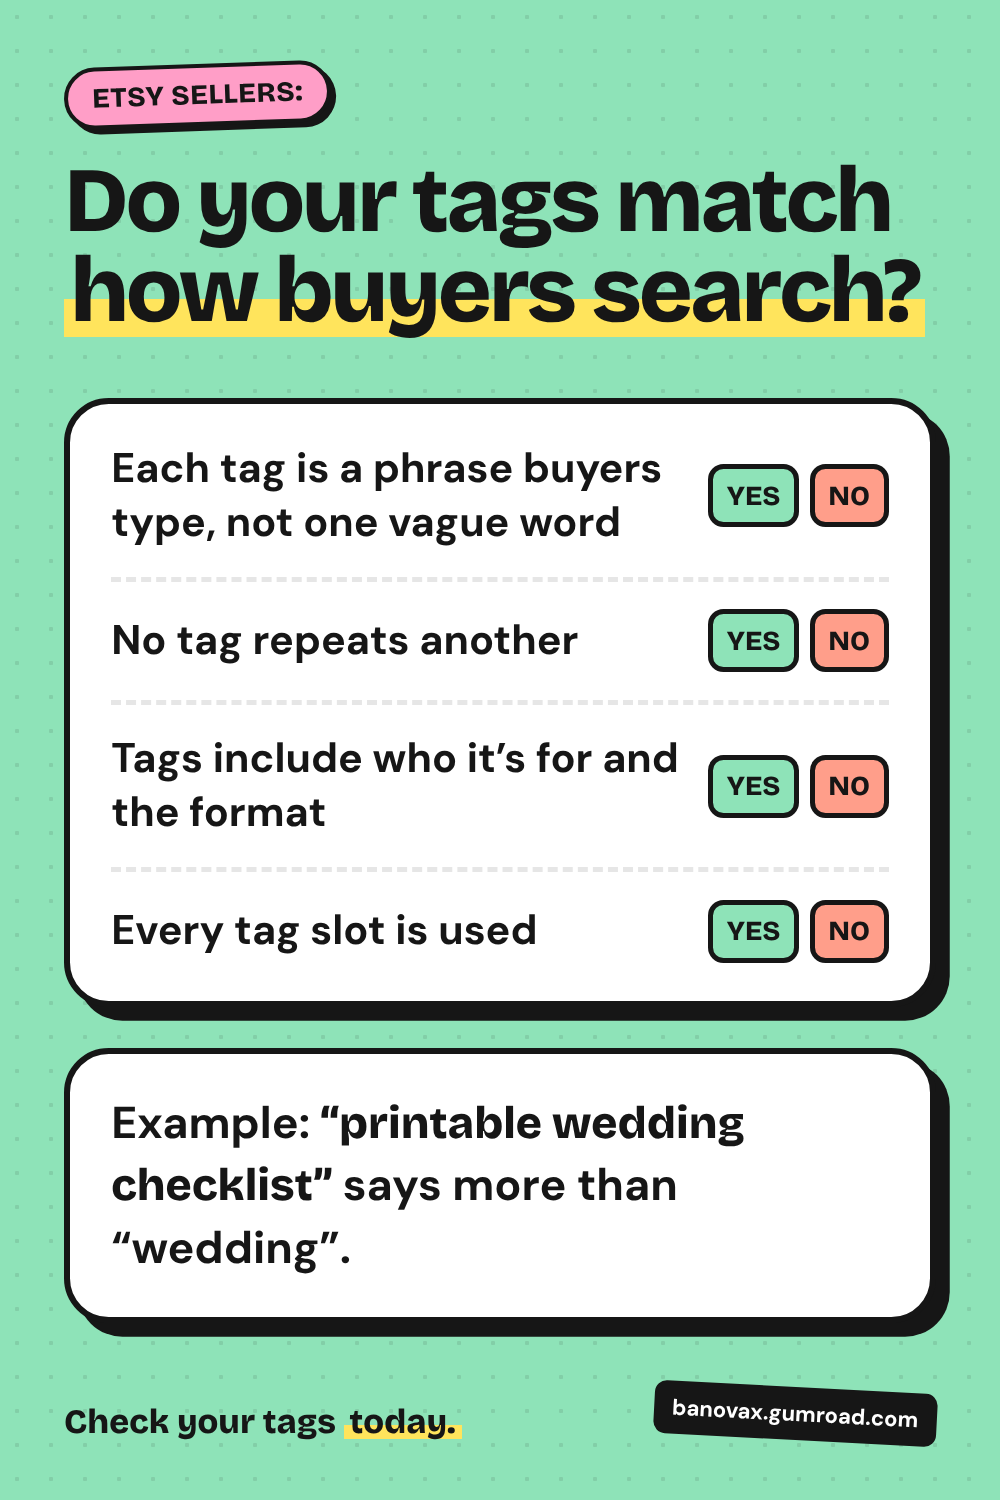 ETSY SELLERS:
Do your tags match
how buyers search?
Each tag is a phrase buyers
type, not one vague word
YES NO
No tag repeats another
YES NO
Tags include who it’s for and
the format
YES NO
Every tag slot is used
YES NO
Example: “printable wedding
checklist” says more than
“wedding”.
Check your tags today.
banovax.gumroad.com